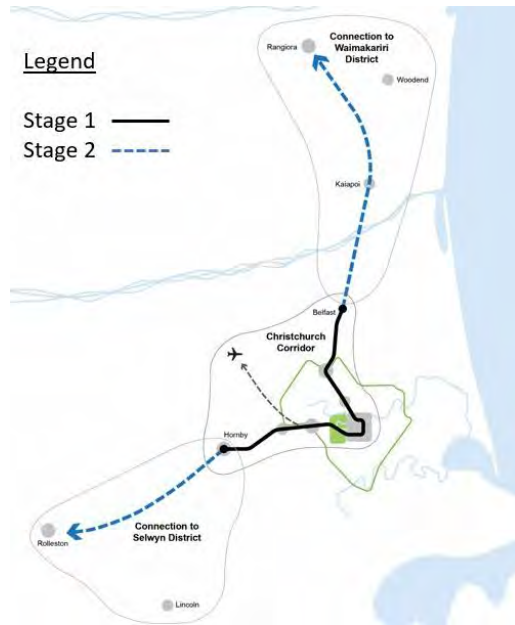 Connection to
Waimakariri
District
Rangiora
Woodend
Legend
Stage 1
Stage 2
Kaiapoi
Belfast
Christchurch
Corridor
Hornby
Connection to
Selwyn District
Rolleston
Lincoln